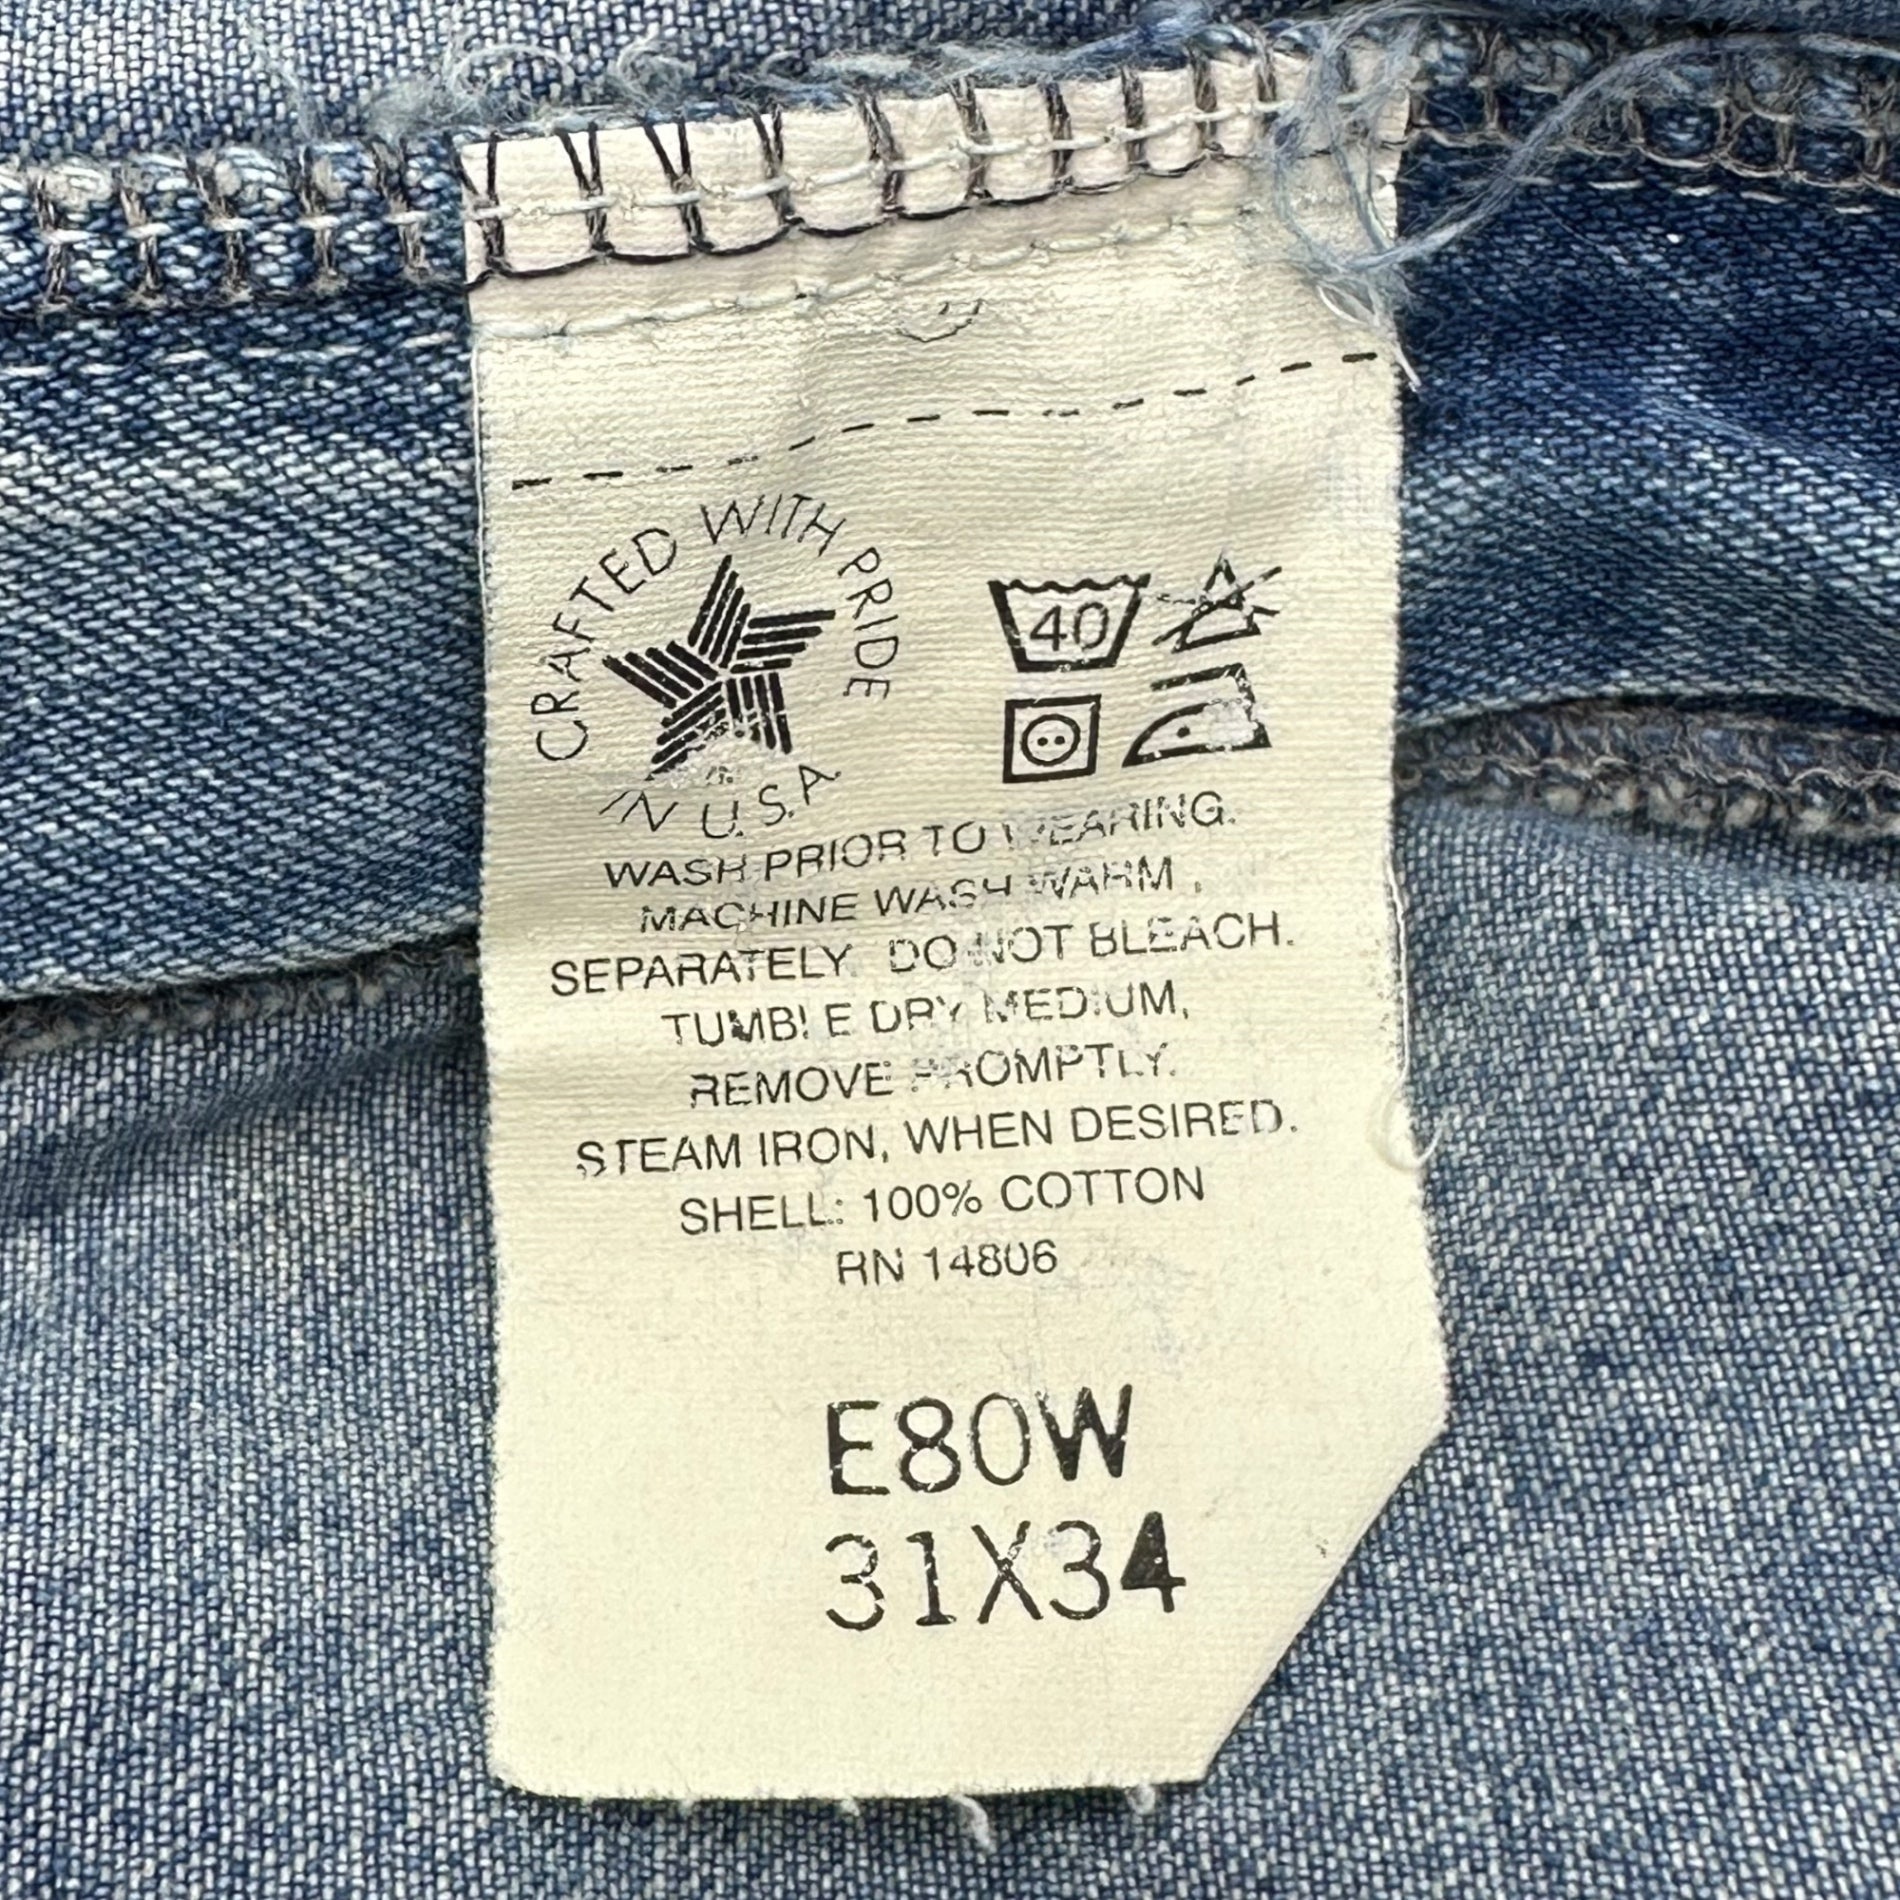 CRAFTED WITH PRIDE
IN U.S.A.
40
WASH PRIOR TO WEARING.
MACHINE WASH WARM,
SEPARATELY. DO NOT BLEACH.
TUMBLE DRY MEDIUM,
REMOVE PROMPTLY.
STEAM IRON, WHEN DESIRED.
SHELL: 100% COTTON
RN 14806
E80W
31X34